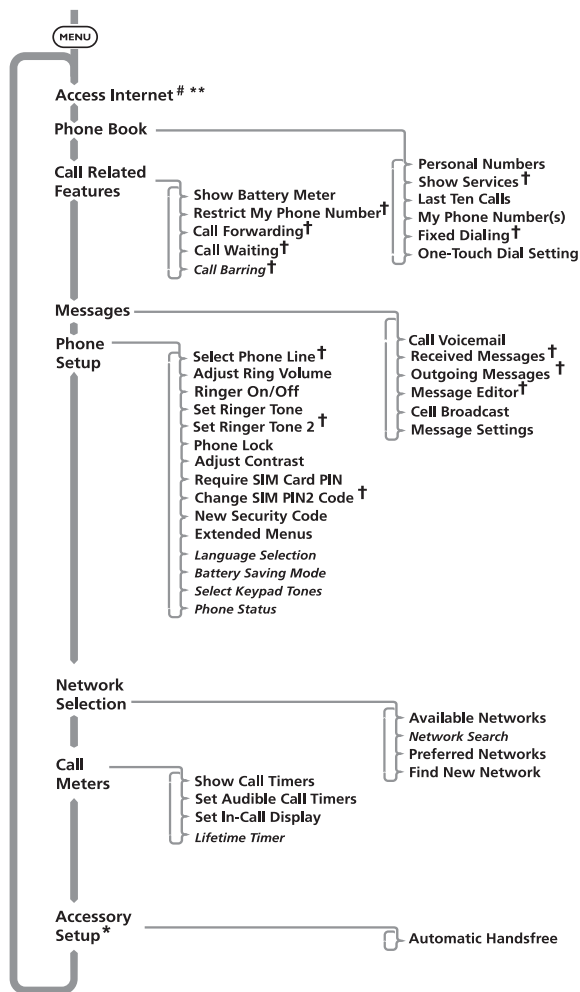 MENU
Access Internet # **
Phone Book
Personal Numbers
Show Services †
Last Ten Calls
My Phone Number(s)
Fixed Dialing †
One-Touch Dial Setting
Call Related
Features
Show Battery Meter
Restrict My Phone Number †
Call Forwarding †
Call Waiting †
Call Barring †
Messages
Call Voicemail
Received Messages †
Outgoing Messages †
Message Editor †
Cell Broadcast
Message Settings
Phone
Setup
Select Phone Line †
Adjust Ring Volume
Ringer On/Off
Set Ringer Tone
Set Ringer Tone 2 †
Phone Lock
Adjust Contrast
Require SIM Card PIN
Change SIM PIN2 Code †
New Security Code
Extended Menus
Language Selection
Battery Saving Mode
Select Keypad Tones
Phone Status
Network
Selection
Available Networks
Network Search
Preferred Networks
Find New Network
Call
Meters
Show Call Timers
Set Audible Call Timers
Set In-Call Display
Lifetime Timer
Accessory
Setup*
Automatic Handsfree